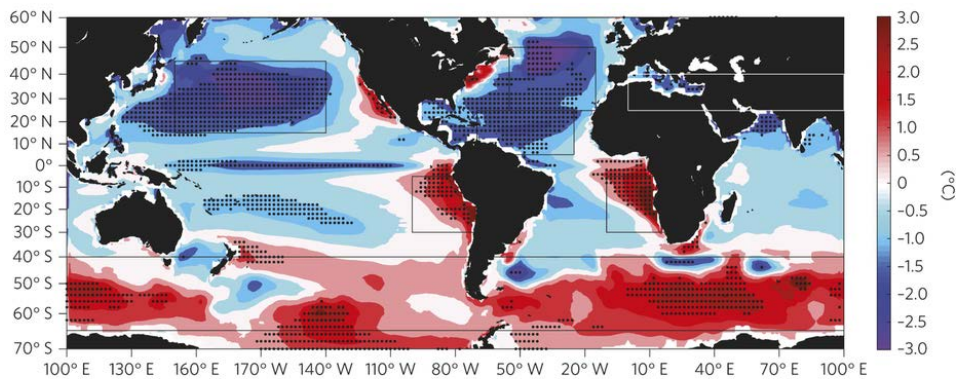 60° N
50° N
40° N
30° N
20° N
10° N
0°
10° S
20° S
30° S
40° S
50° S
60° S
70° S
100° E 130° E 160° E 170° W 140° W 110° W 80° W 50° W 20° W 10° E 40° E 70° E 100° E
3.0
2.5
2.0
1.5
1.0
0.5
0
−0.5
−1.0
−1.5
−2.0
−2.5
−3.0
(°C)